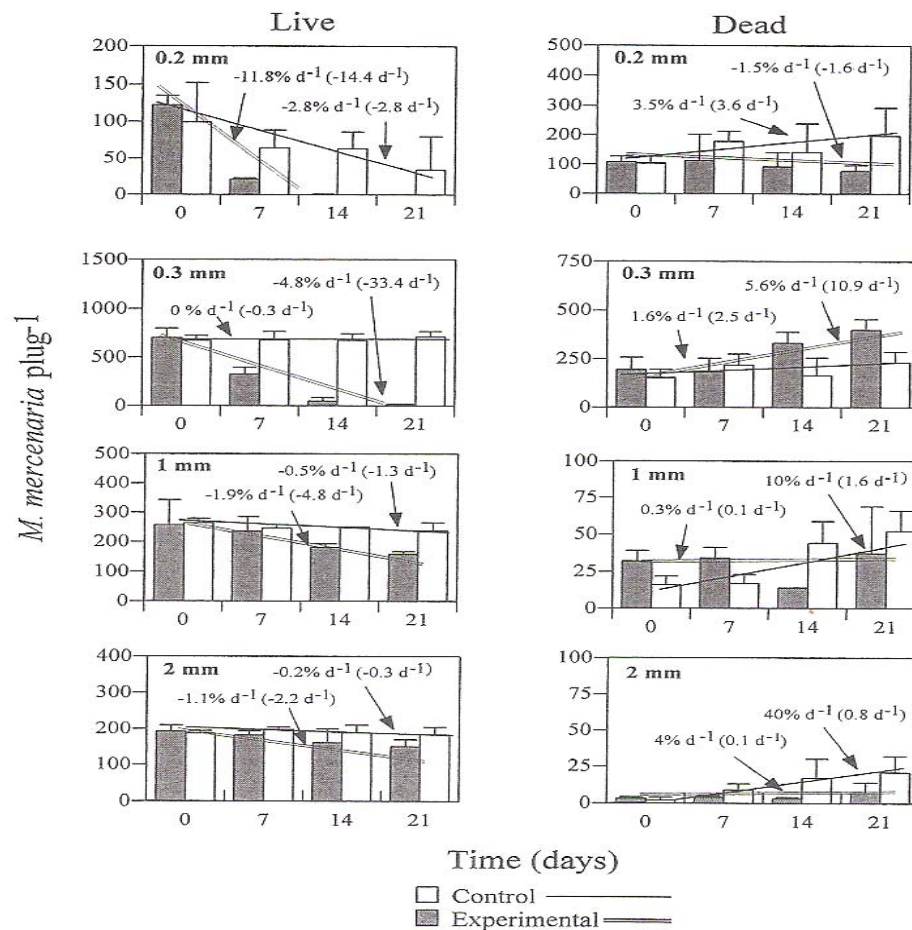 Live
Dead
M. mercenaria plug-1
0.2 mm
-11.8% d-1 (-14.4 d-1)
-2.8% d-1 (-2.8 d-1)
200
150
100
50
0
0 7 14 21
0.2 mm
-1.5% d-1 (-1.6 d-1)
3.5% d-1 (3.6 d-1)
500
400
300
200
100
0
0 7 14 21
0.3 mm
-4.8% d-1 (-33.4 d-1)
0 % d-1 (-0.3 d-1)
1500
1000
500
0
0 7 14 21
0.3 mm
5.6% d-1 (10.9 d-1)
1.6% d-1 (2.5 d-1)
750
500
250
0
0 7 14 21
1 mm
-0.5% d-1 (-1.3 d-1)
-1.9% d-1 (-4.8 d-1)
500
400
300
200
100
0
0 7 14 21
1 mm
10% d-1 (1.6 d-1)
0.3% d-1 (0.1 d-1)
100
75
50
25
0
0 7 14 21
2 mm
-0.2% d-1 (-0.3 d-1)
-1.1% d-1 (-2.2 d-1)
400
300
200
100
0
0 7 14 21
2 mm
40% d-1 (0.8 d-1)
4% d-1 (0.1 d-1)
100
75
50
25
0
0 7 14 21
Time (days)
Control
Experimental